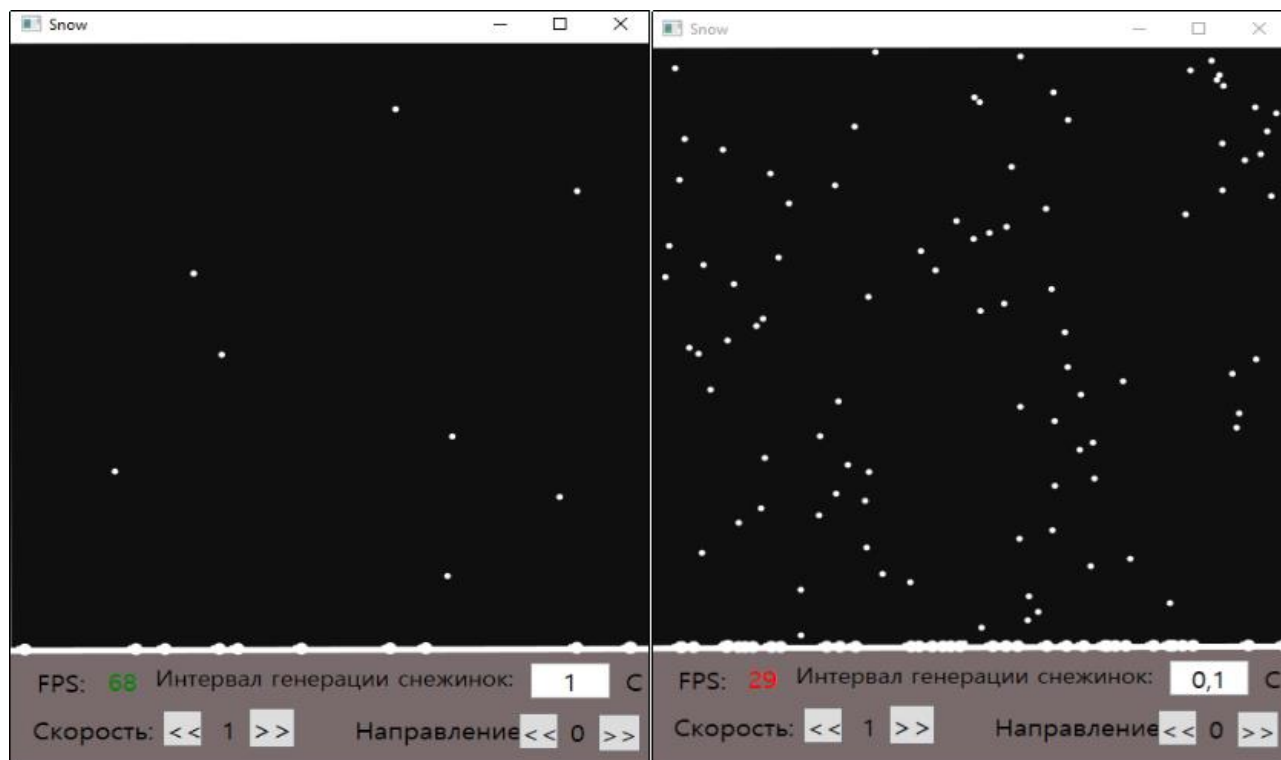 Snow
FPS: 68 Интервал генерации снежинок: 1 С
Скорость: << 1 >> Направление << 0 >>
Snow
FPS: 29 Интервал генерации снежинок: 0,1 С
Скорость: << 1 >> Направление << 0 >>